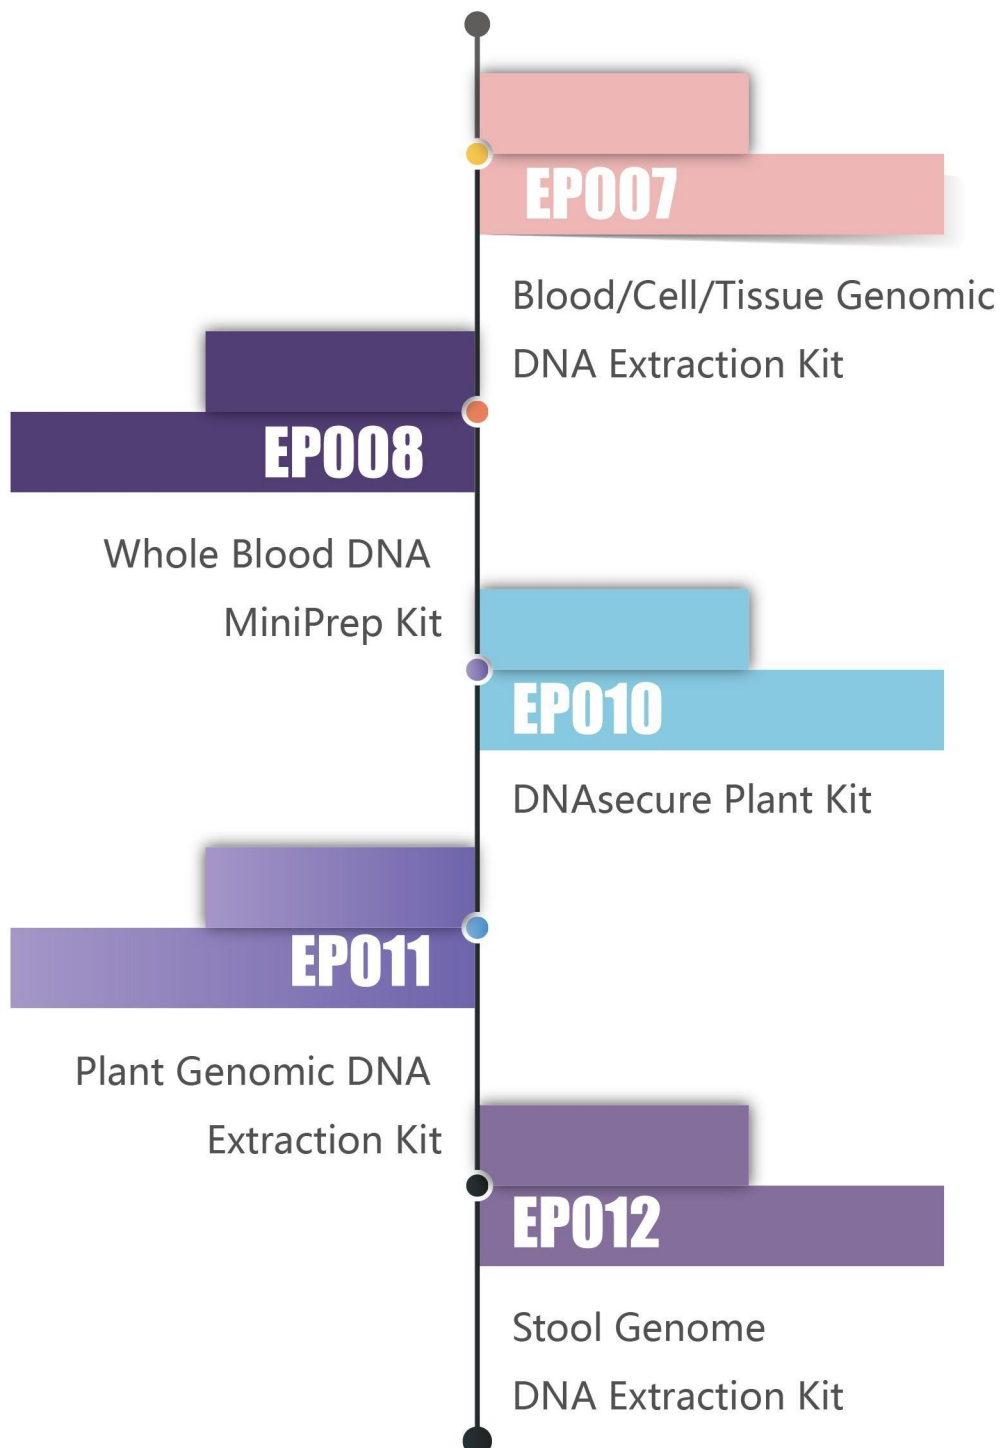 EP007
Blood/Cell/Tissue Genomic
DNA Extraction Kit
EP008
Whole Blood DNA
MiniPrep Kit
EP010
DNAsecure Plant Kit
EP011
Plant Genomic DNA
Extraction Kit
EP012
Stool Genome
DNA Extraction Kit